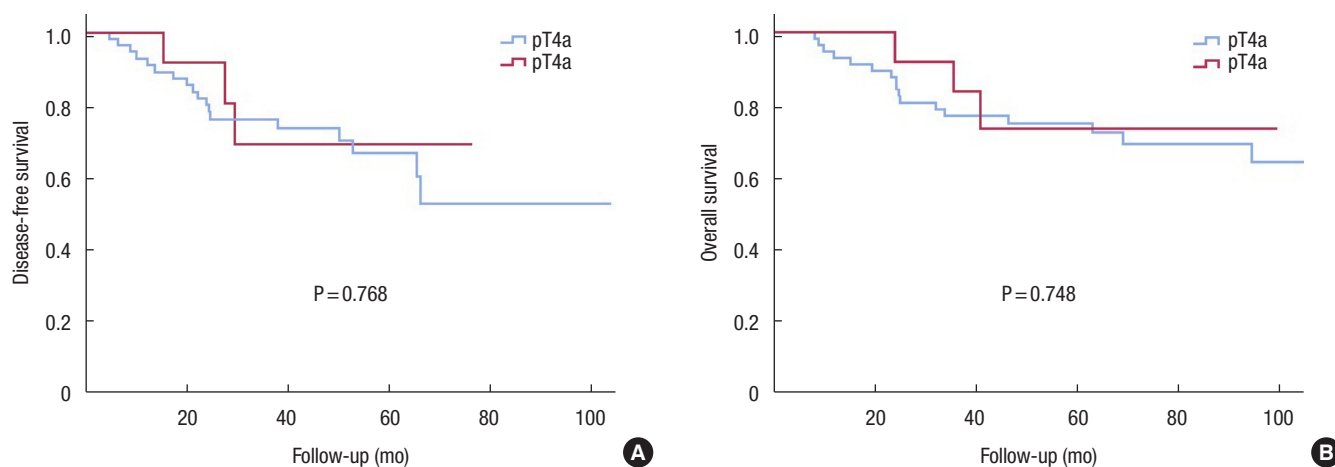 Disease-free survival
1.0
0.8
0.6
0.4
0.2
0
pT4a
pT4a
P=0.768
20 40 60 80 100
Follow-up (mo)
A
Overall survival
1.0
0.8
0.6
0.4
0.2
0
pT4a
pT4a
P=0.748
20 40 60 80 100
Follow-up (mo)
B